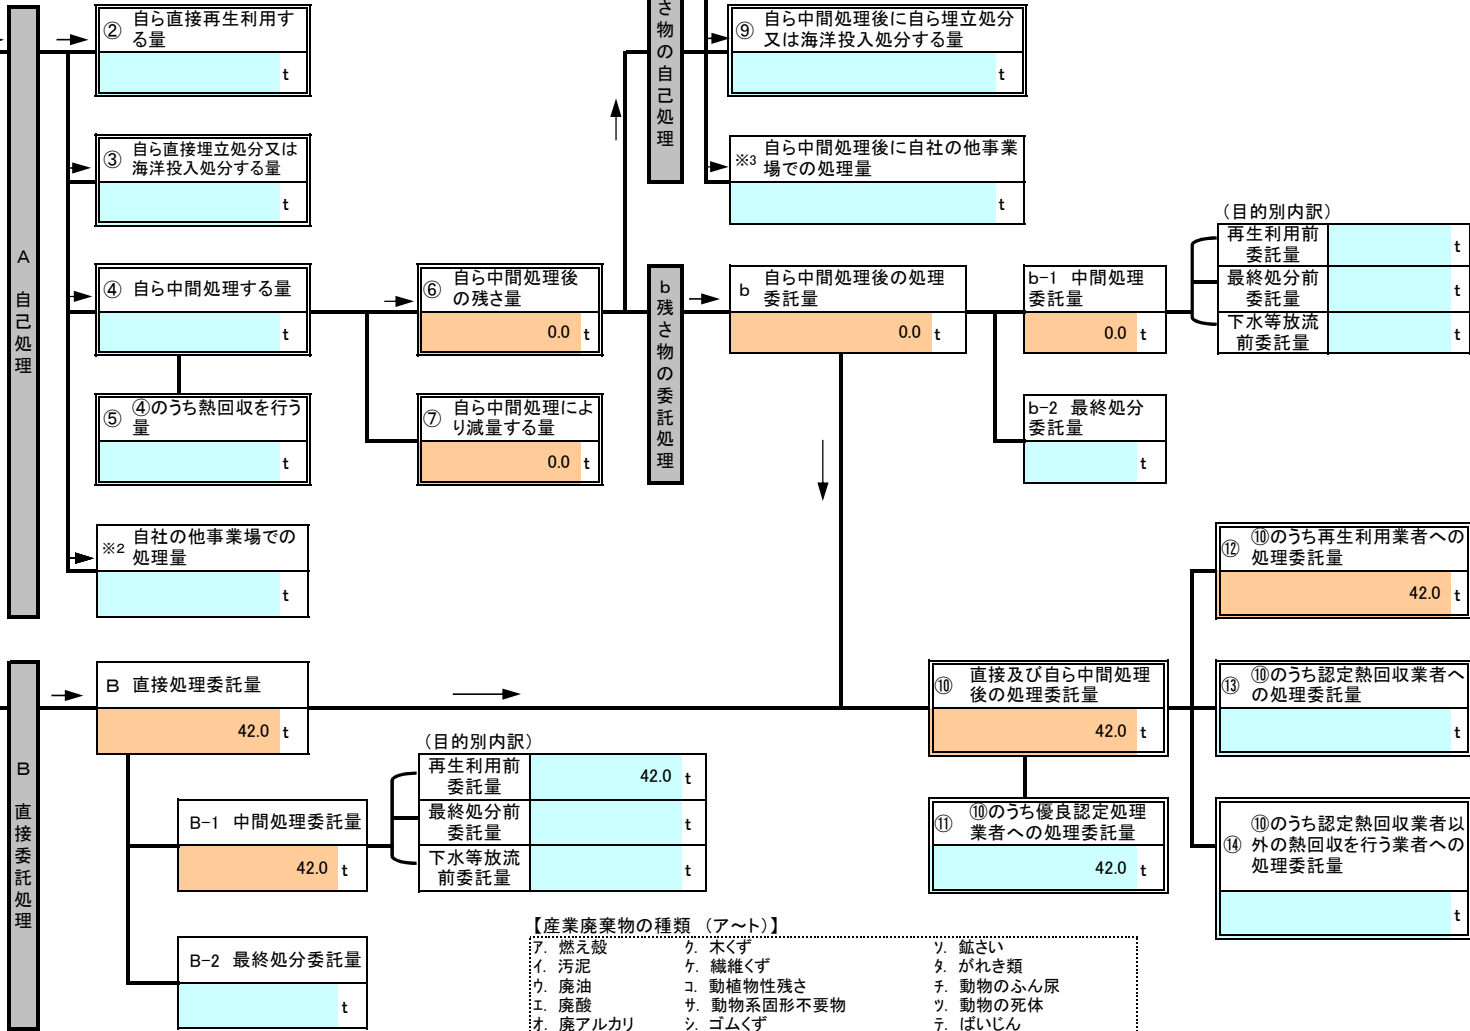 ② 自ら直接再生利用す
る量
t
③ 自ら直接埋立処分又は
海洋投入処分する量
t
A 自己処理
④ 自ら中間処理する量
t
⑤ ④のうち熱回収を行う
量
t
※2 自社の他事業場での
処理量
t
⑥ 自ら中間処理後
の残さ量
0.0 t
⑦ 自ら中間処理によ
り減量する量
0.0 t
さ物の自己処理
⑨ 自ら中間処理後に自ら埋立処分
又は海洋投入処分する量
t
※3 自ら中間処理後に自社の他事業
場での処理量
t
b残さ物の委託処理
b 自ら中間処理後の処理
委託量
0.0 t
b-1 中間処理
委託量
0.0 t
b-2 最終処分
委託量
t
(目的別内訳)
再生利用前
委託量
t
最終処分前
委託量
t
下水等放流
前委託量
t
B 直接委託処理
B 直接処理委託量
42.0 t
B-1 中間処理委託量
42.0 t
B-2 最終処分委託量
t
(目的別内訳)
再生利用前
委託量
42.0 t
最終処分前
委託量
t
下水等放流
前委託量
t
⑩ 直接及び自ら中間処理
後の処理委託量
42.0 t
⑪ ⑩のうち優良認定処理
業者への処理委託量
42.0 t
⑫ ⑩のうち再生利用業者への
処理委託量
42.0 t
⑬ ⑩のうち認定熱回収業者へ
の処理委託量
t
⑭ ⑩のうち認定熱回収業者以
外の熱回収を行う業者への
処理委託量
t
【産業廃棄物の種類 (ア~ト)】
ア. 燃え殻 ク. 木くず ソ. 鉱さい
イ. 汚泥 ケ. 繊維くず タ. がれき類
ウ. 廃油 コ. 動植物性残さ チ. 動物のふん尿
エ. 廃酸 サ. 動物系固形不要物 ツ. 動物の死体
オ. 廃アルカリ シ. ゴムくず テ. ばいじん